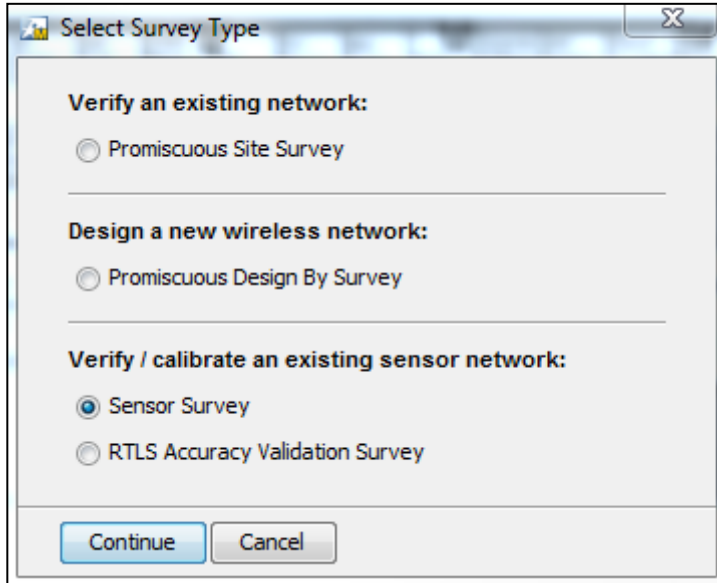 Select Survey Type
Verify an existing network:
Promiscuous Site Survey
Design a new wireless network:
Promiscuous Design By Survey
Verify / calibrate an existing sensor network:
Sensor Survey
RTLS Accuracy Validation Survey
Continue Cancel